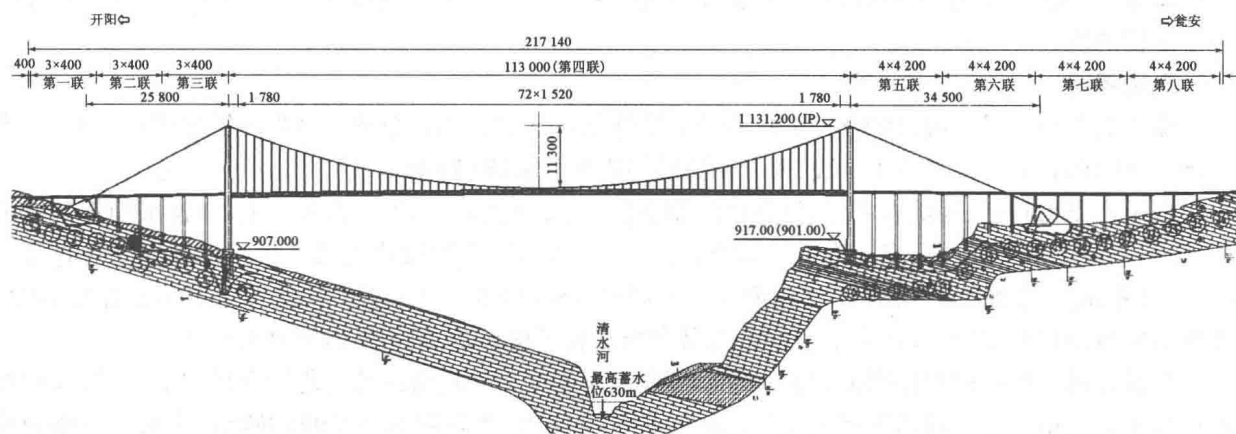 开阳⇦
⇨瓮安
217 140
400 3×400 3×400 3×400 113 000(第四联) 4×4 200 4×4 200 4×4 200 4×4 200
第一联 第二联 第三联 第五联 第六联 第七联 第八联
25 800 1 780 72×1 520 1 780 34 500
1 131.200(IP)
11 300
907.000
917.00(901.00)
清水河
最高蓄水
位630m